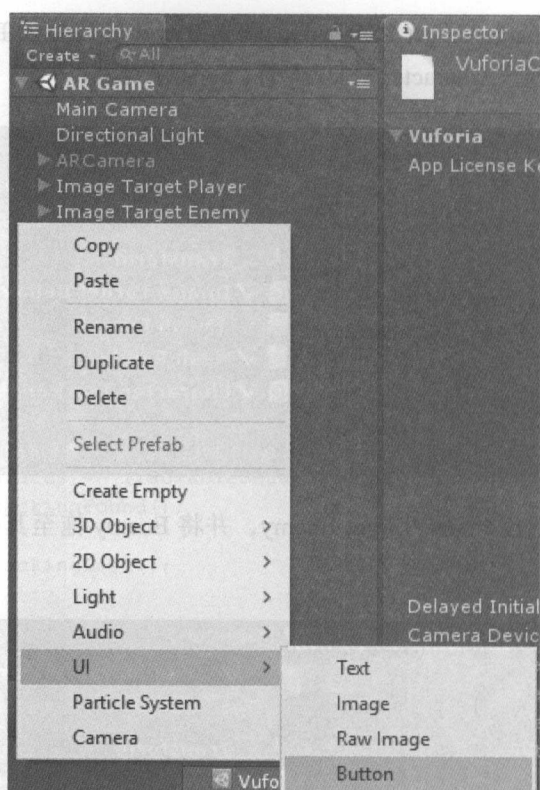 Hierarchy
Create
All
AR Game
Main Camera
Directional Light
ARCamera
Image Target Player
Image Target Enemy
Copy
Paste
Rename
Duplicate
Delete
Select Prefab
Create Empty
3D Object
2D Object
Light
Audio
UI
Particle System
Camera
Text
Image
Raw Image
Button
Inspector
VuforiaC
Vuforia
App License Ke
Delayed Initial
Camera Devic
Vufo